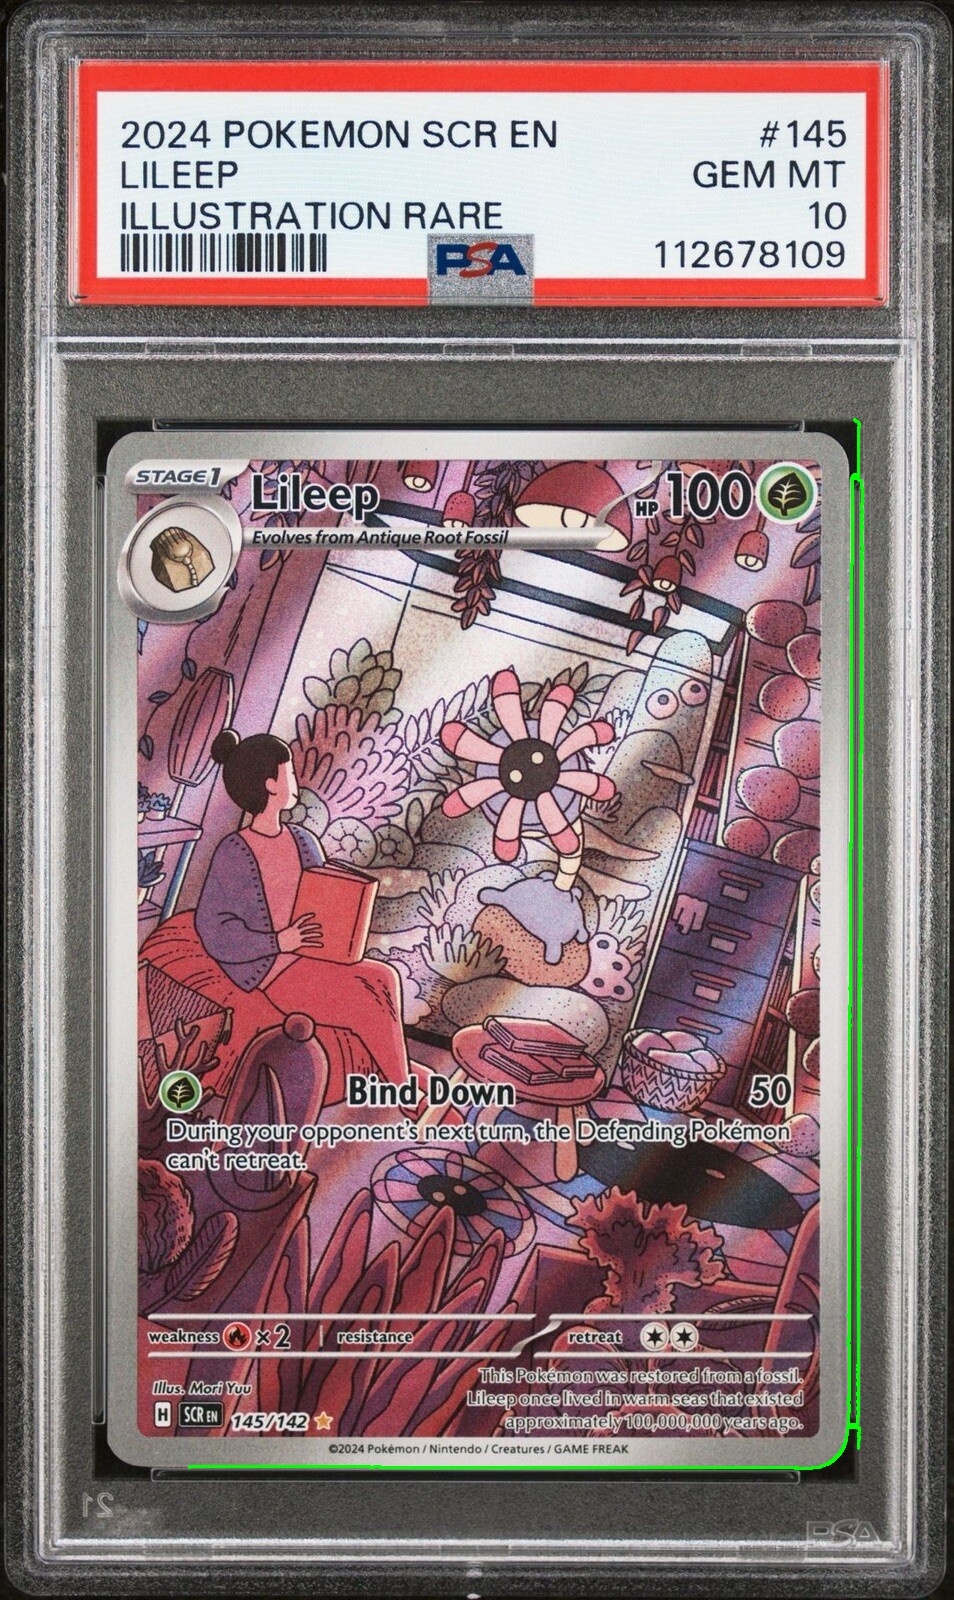 2024 POKEMON SCR EN #145
LILEEP GEM MT
ILLUSTRATION RARE 10
PSA 112678109
STAGE 1 Lileep HP 100
Evolves from Antique Root Fossil
Bind Down 50
During your opponent's next turn, the Defending Pokémon
can't retreat.
weakness ×2 resistance retreat
This Pokémon was restored from a fossil.
Illus. Mori Yuu Lileep once lived in warm seas that existed
H SCR EN 145/142 approximately 100,000,000 years ago.
©2024 Pokémon / Nintendo / Creatures / GAME FREAK
21
PSA